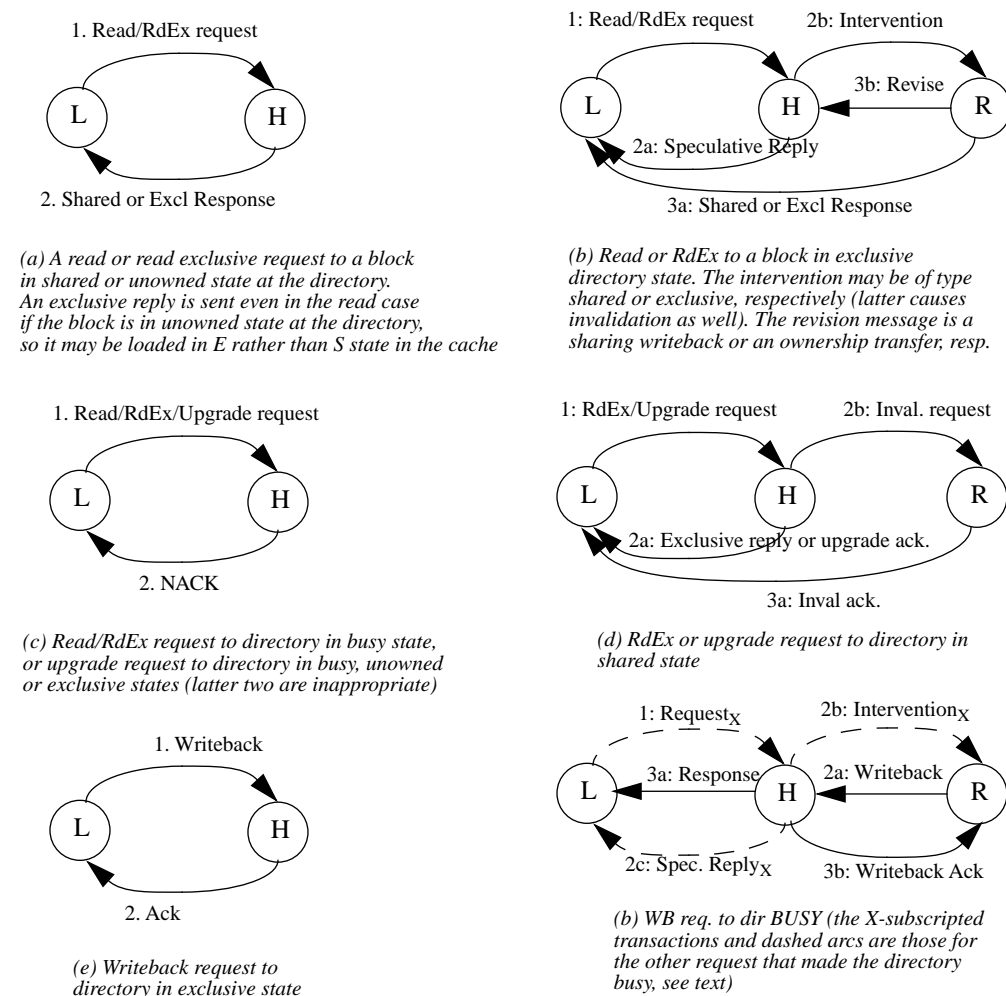 1. Read/RdEx request
L
H
2. Shared or Excl Response
(a) A read or read exclusive request to a block
in shared or unowned state at the directory.
An exclusive reply is sent even in the read case
if the block is in unowned state at the directory,
so it may be loaded in E rather than S state in the cache
1: Read/RdEx request
2b: Intervention
L
H
3b: Revise
R
2a: Speculative Reply
3a: Shared or Excl Response
(b) Read or RdEx to a block in exclusive
directory state. The intervention may be of type
shared or exclusive, respectively (latter causes
invalidation as well). The revision message is a
sharing writeback or an ownership transfer, resp.
1. Read/RdEx/Upgrade request
L
H
2. NACK
(c) Read/RdEx request to directory in busy state,
or upgrade request to directory in busy, unowned
or exclusive states (latter two are inappropriate)
1: RdEx/Upgrade request
2b: Inval. request
L
H
R
2a: Exclusive reply or upgrade ack.
3a: Inval ack.
(d) RdEx or upgrade request to directory in
shared state
1. Writeback
L
H
2. Ack
(e) Writeback request to
directory in exclusive state
1: RequestX
2b: InterventionX
L
3a: Response
H
2a: Writeback
R
2c: Spec. ReplyX
3b: Writeback Ack
(b) WB req. to dir BUSY (the X-subscripted
transactions and dashed arcs are those for
the other request that made the directory
busy, see text)